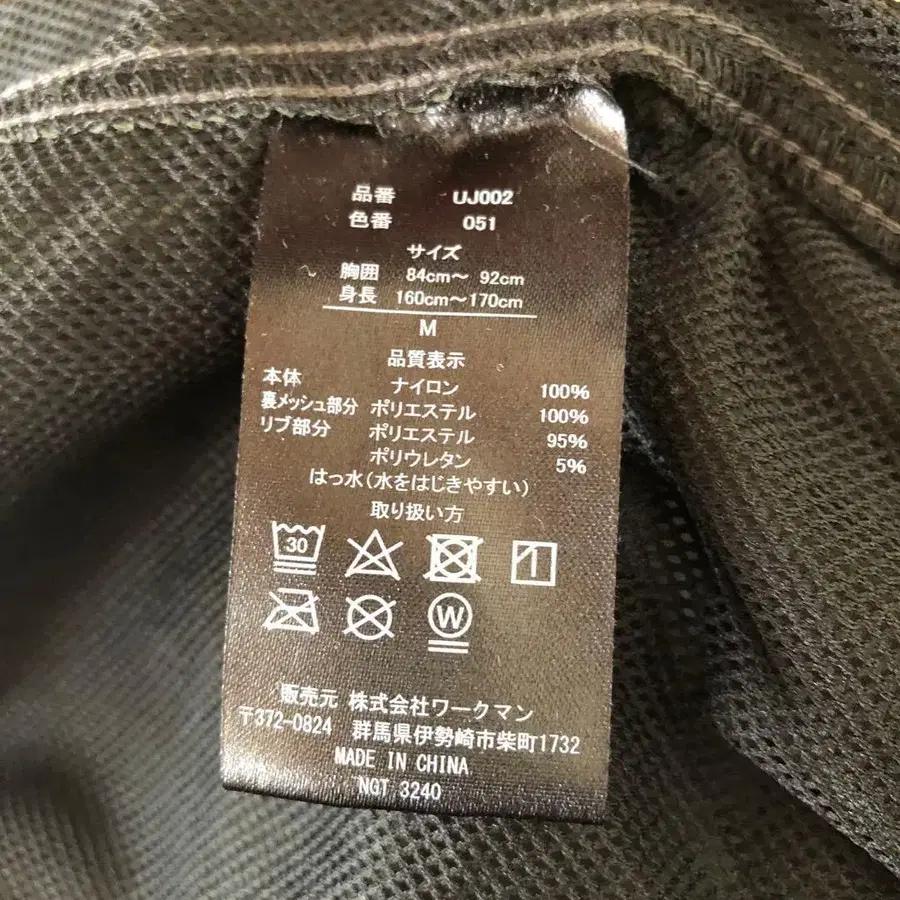 品番 UJ002
色番 051
サイズ
胸囲 84cm～ 92cm
身長 160cm～170cm
M
品質表示
本体 ナイロン 100%
裏メッシュ部分 ポリエステル 100%
リブ部分 ポリエステル 95%
ポリウレタン 5%
はっ水(水をはじきやすい)
取り扱い方
30
W
販売元 株式会社ワークマン
〒372-0824 群馬県伊勢崎市柴町1732
MADE IN CHINA
NGT 3240